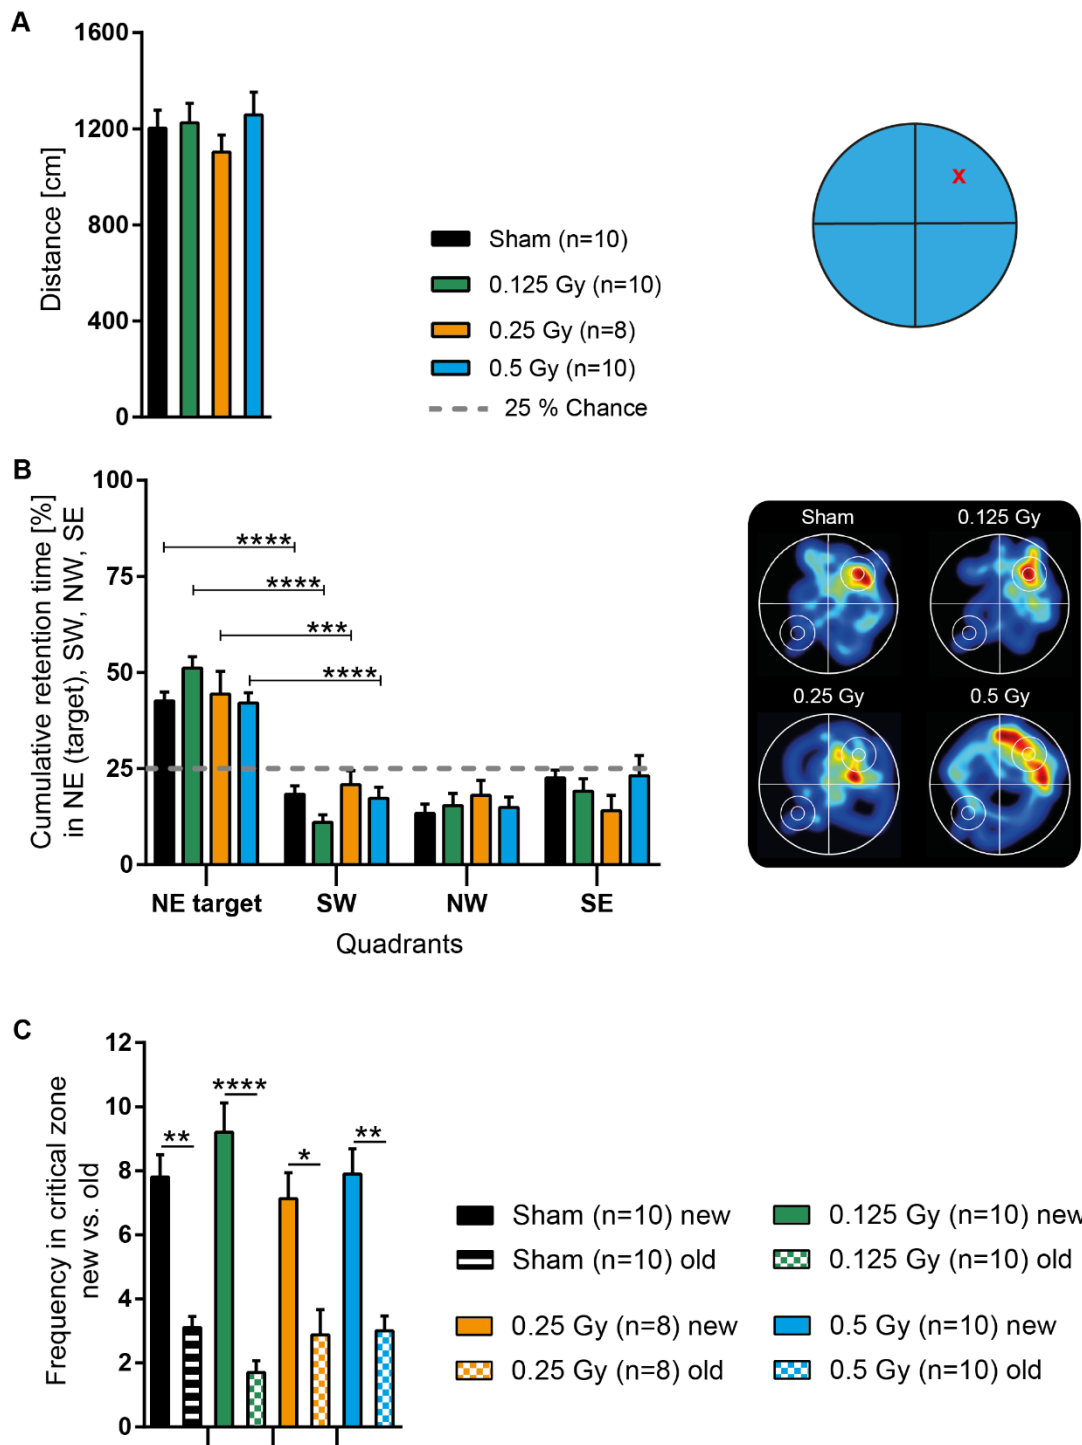 A
1600
1200
800
400
0
Distance [cm]
Sham (n=10)
0.125 Gy (n=10)
0.25 Gy (n=8)
0.5 Gy (n=10)
25 % Chance
x
B
100
75
50
25
0
Cumulative retention time [%]
in NE (target), SW, NW, SE
****
****
***
****
NE target
SW
NW
SE
Quadrants
Sham
0.125 Gy
0.25 Gy
0.5 Gy
C
12
10
8
6
4
2
0
Frequency in critical zone
new vs. old
**
****
*
**
Sham (n=10) new
Sham (n=10) old
0.25 Gy (n=8) new
0.25 Gy (n=8) old
0.125 Gy (n=10) new
0.125 Gy (n=10) old
0.5 Gy (n=10) new
0.5 Gy (n=10) old